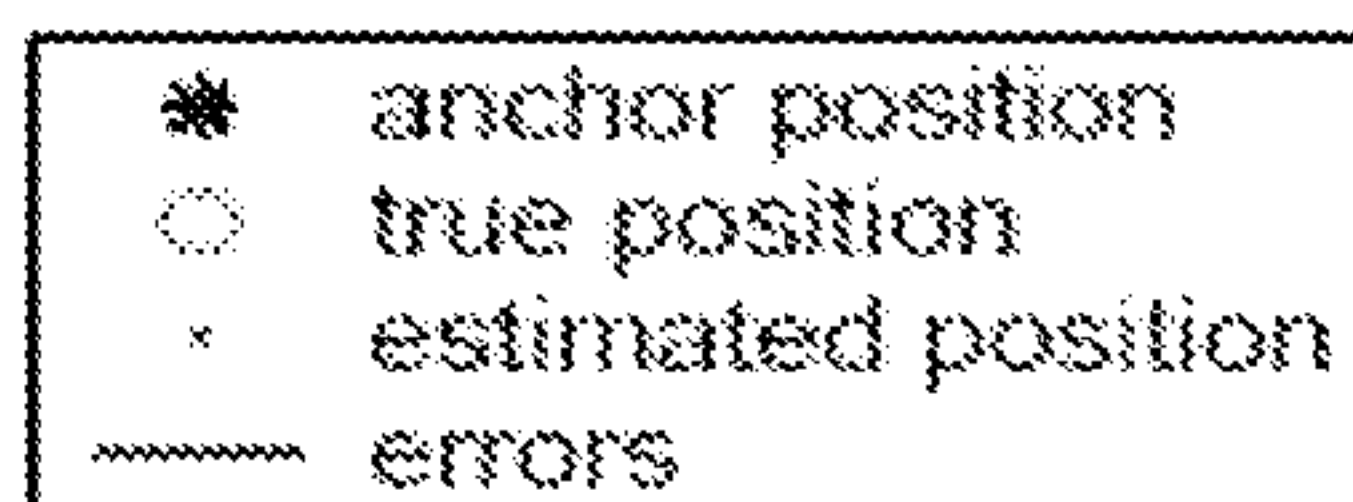 anchor position
true position
estimated position
errors